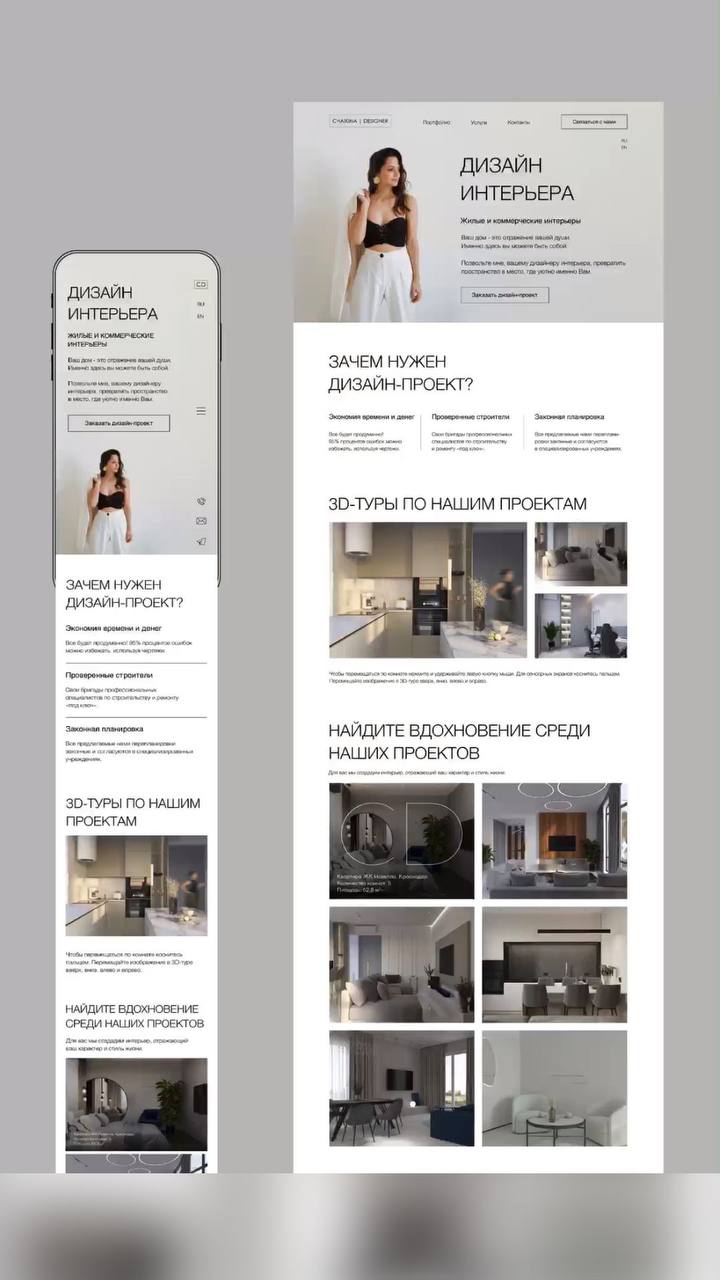 ДИЗАЙН
ИНТЕРЬЕРА
CD
RU
EN
ЖИЛЫЕ И КОММЕРЧЕСКИЕ
ИНТЕРЬЕРЫ
Ваш дом - это отражение вашей души.
Именно здесь вы можете быть собой.
Позвольте мне, вашему дизайнеру
интерьера, превратить пространство
в место, где уютно именно Вам.
Заказать дизайн-проект
ЗАЧЕМ НУЖЕН
ДИЗАЙН-ПРОЕКТ?
Экономия времени и денег
Все будет продумано! 95% процентов ошибок
можно избежать, используя чертежи.
Проверенные строители
Свои бригады профессиональных
специалистов по строительству и ремонту
«под ключ».
Законная планировка
Все предлагаемые нами перепланировки
законные и согласуются в специализированных
учреждениях.
3D-ТУРЫ ПО НАШИМ
ПРОЕКТАМ
Чтобы перемещаться по комнате коснитесь
пальцем. Перемещайте изображение в 3D-туре
вверх, вниз, влево и вправо.
НАЙДИТЕ ВДОХНОВЕНИЕ
СРЕДИ НАШИХ ПРОЕКТОВ
Для вас мы создадим интерьер, отражающий
ваш характер и стиль жизни.
DESIGNER
Портфолио
Услуги
Контакты
Связаться с нами
RU
EN
ДИЗАЙН
ИНТЕРЬЕРА
Жилые и коммерческие интерьеры
Ваш дом - это отражение вашей души.
Именно здесь вы можете быть собой.
Позвольте мне, вашему дизайнеру интерьера, превратить
пространство в место, где уютно именно Вам.
Заказать дизайн-проект
ЗАЧЕМ НУЖЕН
ДИЗАЙН-ПРОЕКТ?
Экономия времени и денег
Все будет продумано!
95% процентов ошибок можно
избежать, используя чертежи.
Проверенные строители
Свои бригады профессиональных
специалистов по строительству
и ремонту «под ключ».
Законная планировка
Все предлагаемые нами переплани-
ровки законные и согласуются
в специализированных учреждениях.
3D-ТУРЫ ПО НАШИМ ПРОЕКТАМ
Чтобы перемещаться по комнате нажмите и удерживайте левую кнопку мыши. Для сенсорных экранов коснитесь пальцем.
Перемещайте изображение в 3D-туре вверх, вниз, влево и вправо.
НАЙДИТЕ ВДОХНОВЕНИЕ СРЕДИ
НАШИХ ПРОЕКТОВ
Для вас мы создадим интерьер, отражающий ваш характер и стиль жизни.
CD
Квартира ЖК Новелла, Краснодар
Количество комнат: 3
Площадь: 62,8 м²